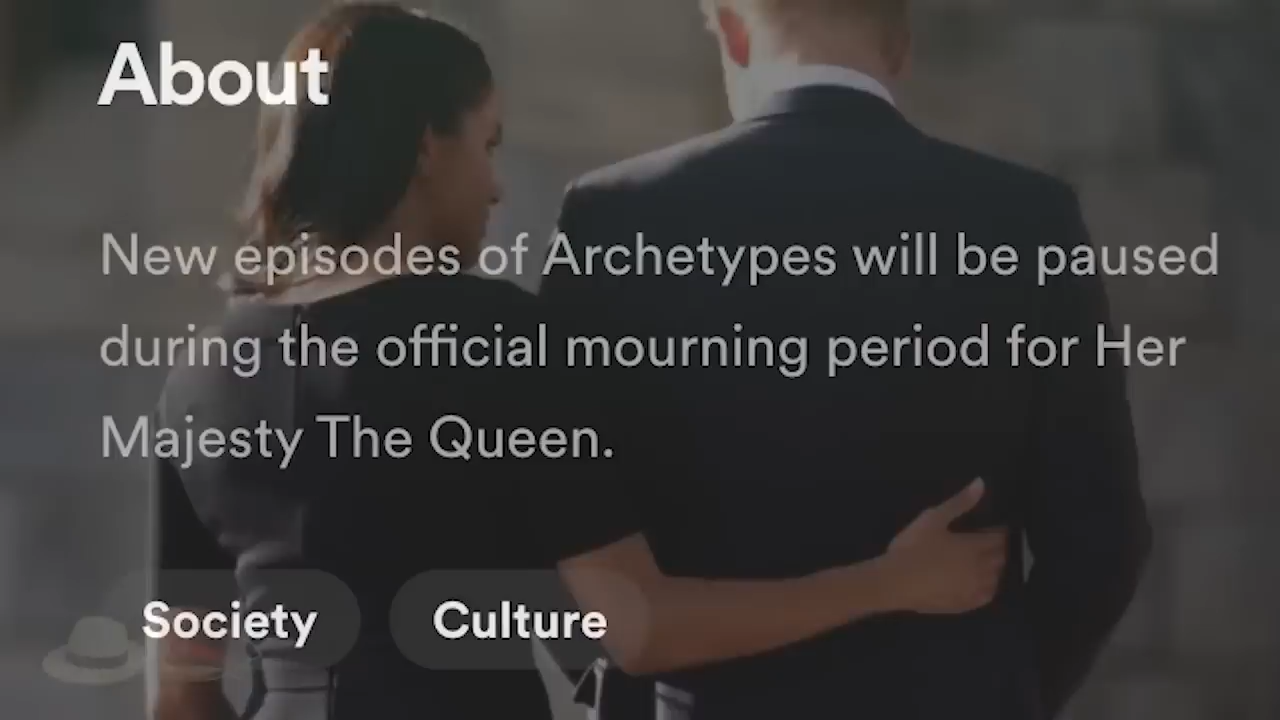 About
New episodes of Archetypes will be paused
during the official mourning period for Her
Majesty The Queen.
Society Culture